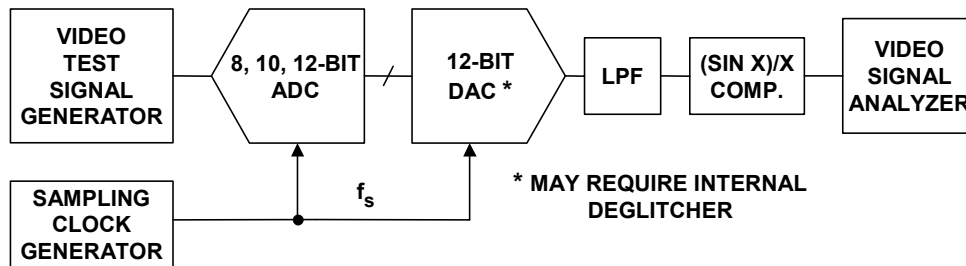 VIDEO
TEST
SIGNAL
GENERATOR
8, 10, 12-BIT
ADC
12-BIT
DAC *
LPF
(SIN X)/X
COMP.
VIDEO
SIGNAL
ANALYZER
SAMPLING
CLOCK
GENERATOR
fs
* MAY REQUIRE INTERNAL
DEGLITCHER